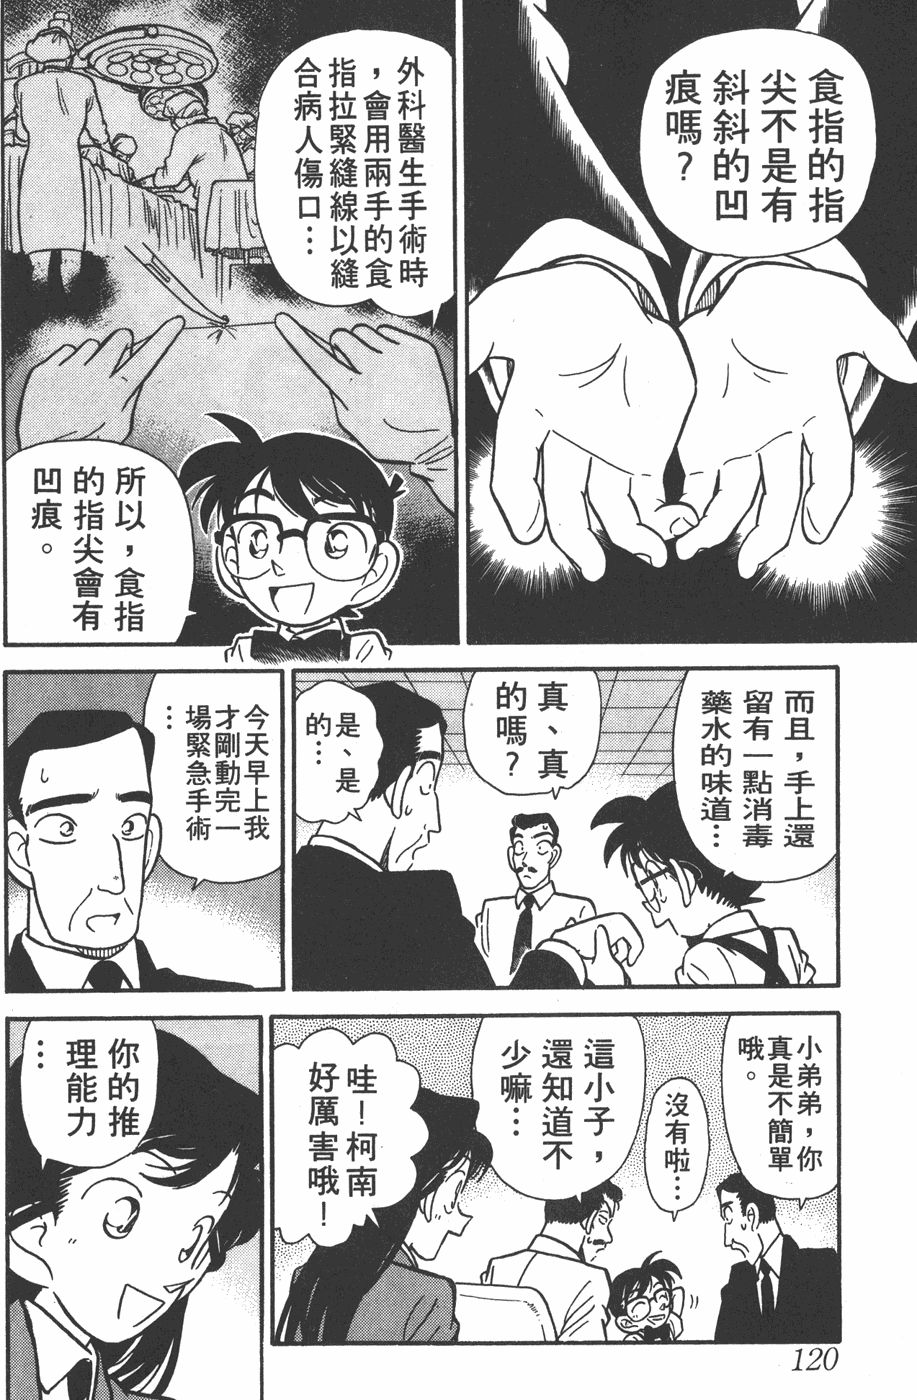 食指的指
尖不是有
斜斜的凹
痕嗎？
外科醫生手術時
，會用兩手的食
指拉緊縫線以縫
合病人傷口…
所以，食指
的指尖會有
凹痕。
而且，手上還
留有一點消毒
藥水的味道…
真、真
的嗎？
是、是
的…
今天早上我
才剛動完一
場緊急手術
…
小弟弟，你
真是不簡單
哦。
沒有啦…
這小子，
還知道不
少嘛…
哇！柯南
好厲害哦！
你的推
理能力
…
120